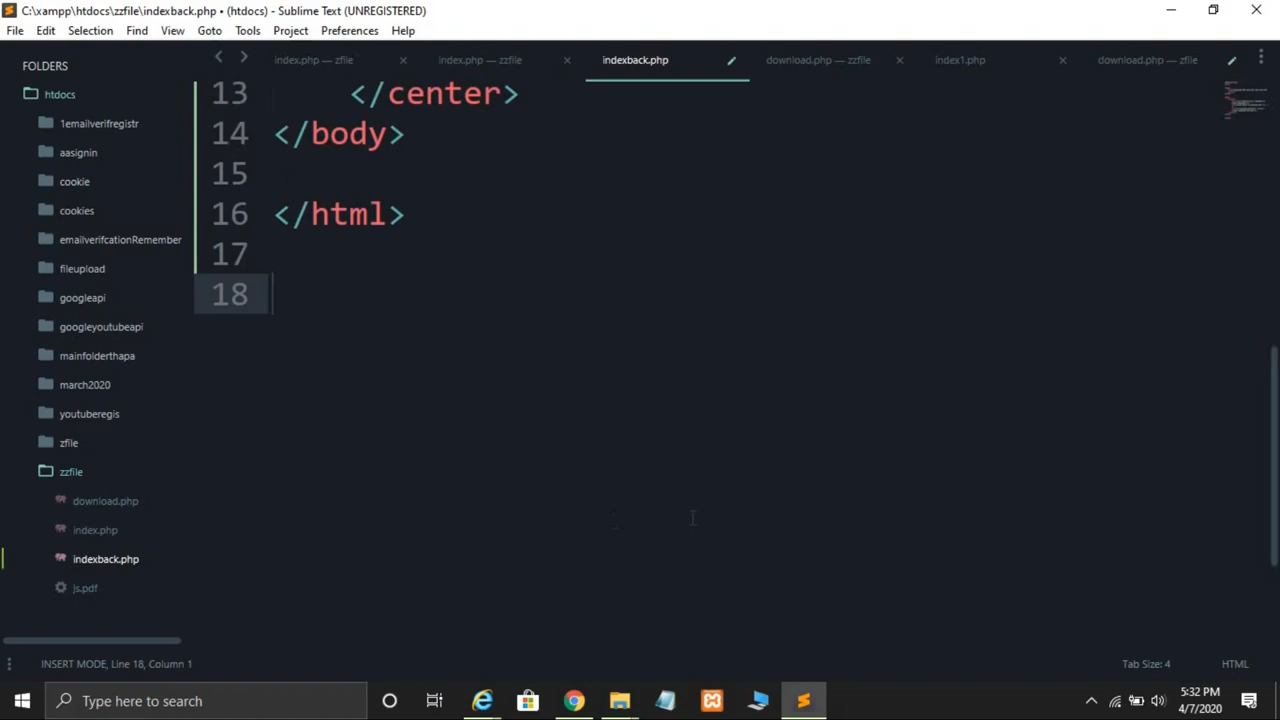 C:\xampp\htdocs\zzfile\indexback.php • (htdocs) - Sublime Text (UNREGISTERED)
File Edit Selection Find View Goto Tools Project Preferences Help
FOLDERS
index.php — zfile
index.php — zzfile
indexback.php
download.php — zzfile
index1.php
download.php — zfile
htdocs
1emailverifregistr
aasignin
cookie
cookies
emailverifcationRemember
fileupload
googleapi
googleyoutubeapi
mainfolderthapa
march2020
youtuberegis
zfile
zzfile
download.php
index.php
indexback.php
js.pdf
13 </center>
14 </body>
15
16 </html>
17
18
INSERT MODE, Line 18, Column 1
Tab Size: 4
HTML
Type here to search
5:32 PM
4/7/2020